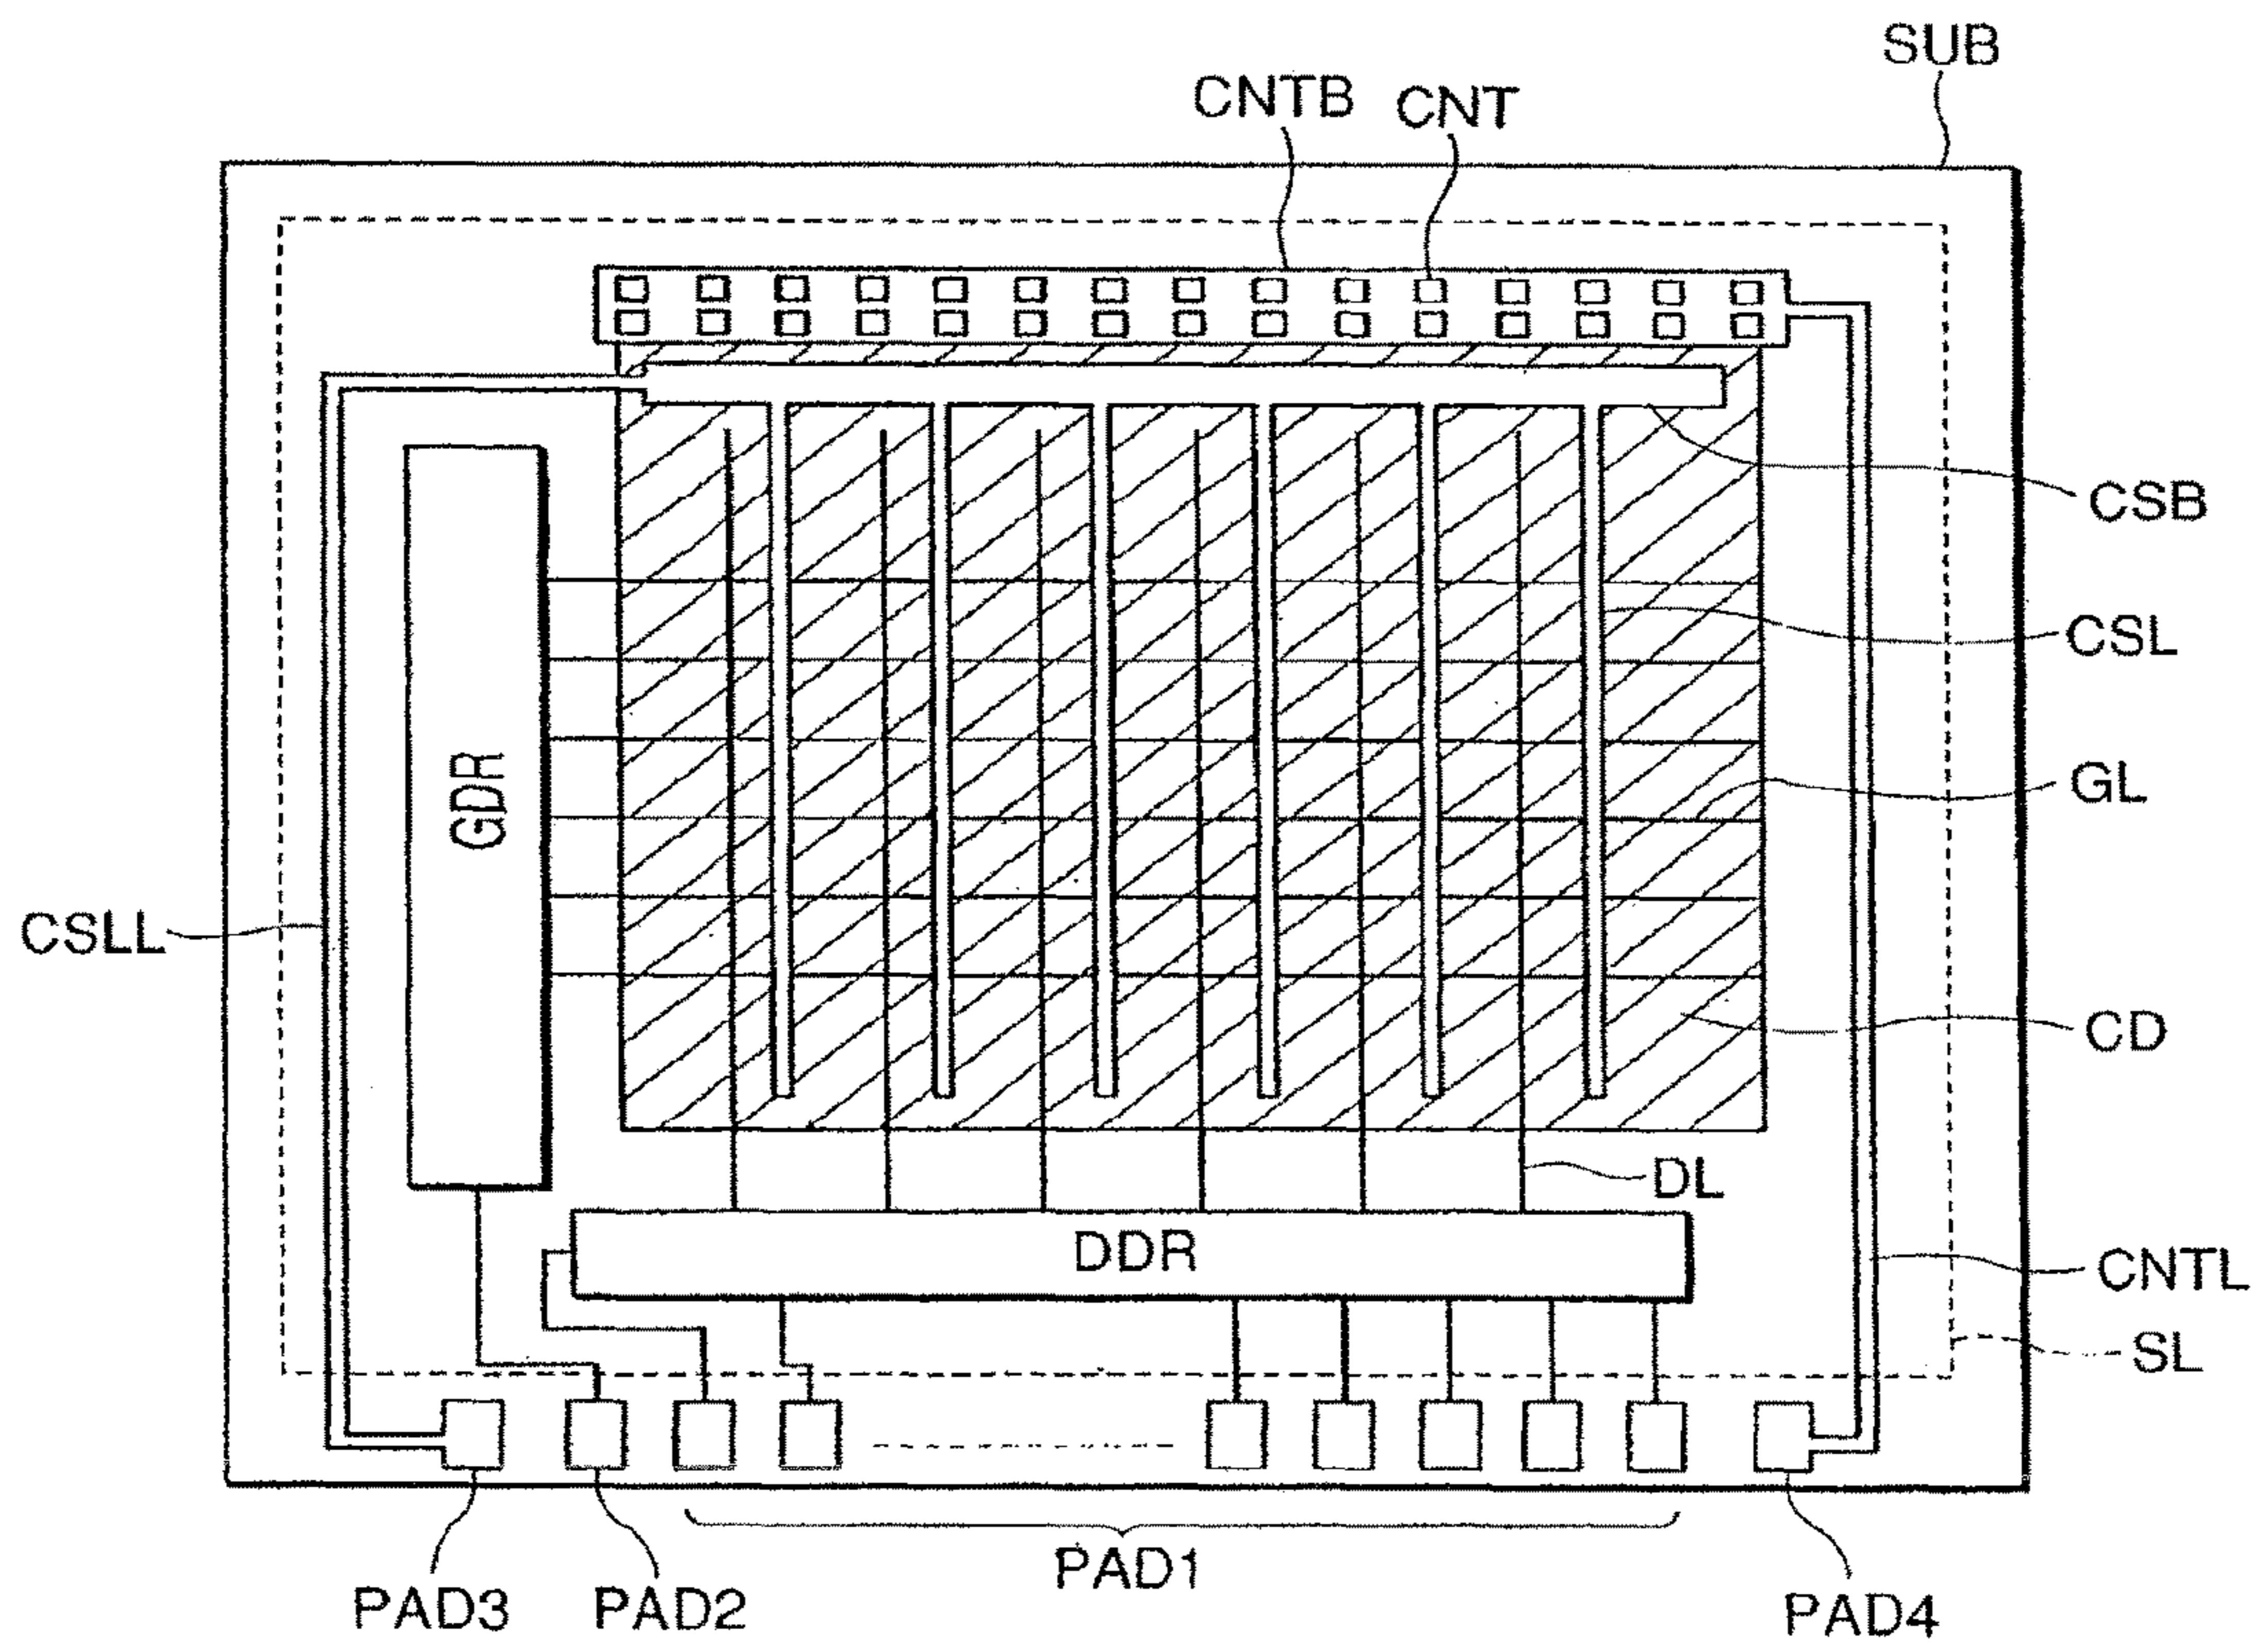 SUB
CNTB
CNT
CSB
CSL
GDR
GL
CSLL
CD
DL
DDR
CNTL
SL
PAD1
PAD3
PAD2
PAD4